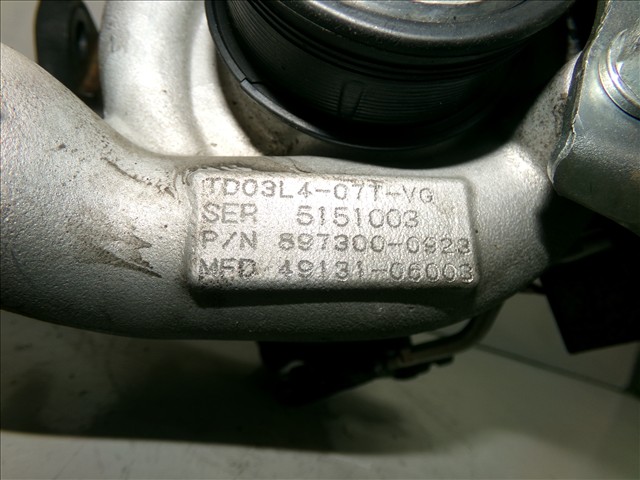 TD03L4-07T-VG
SER 5151003
P/N 897300-0923
MFD 49131-06003